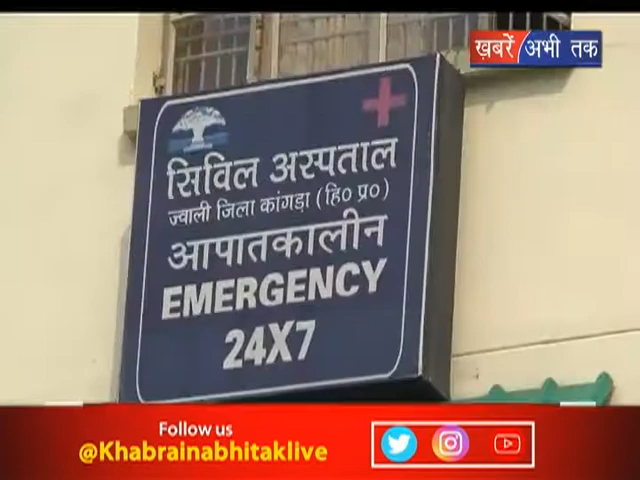 ख़बरें अभी तक
सिविल अस्पताल
ज्वाली जिला कांगड़ा (हि० प्र०)
आपातकालीन
EMERGENCY
24X7
Follow us
@Khabrainabhitaklive